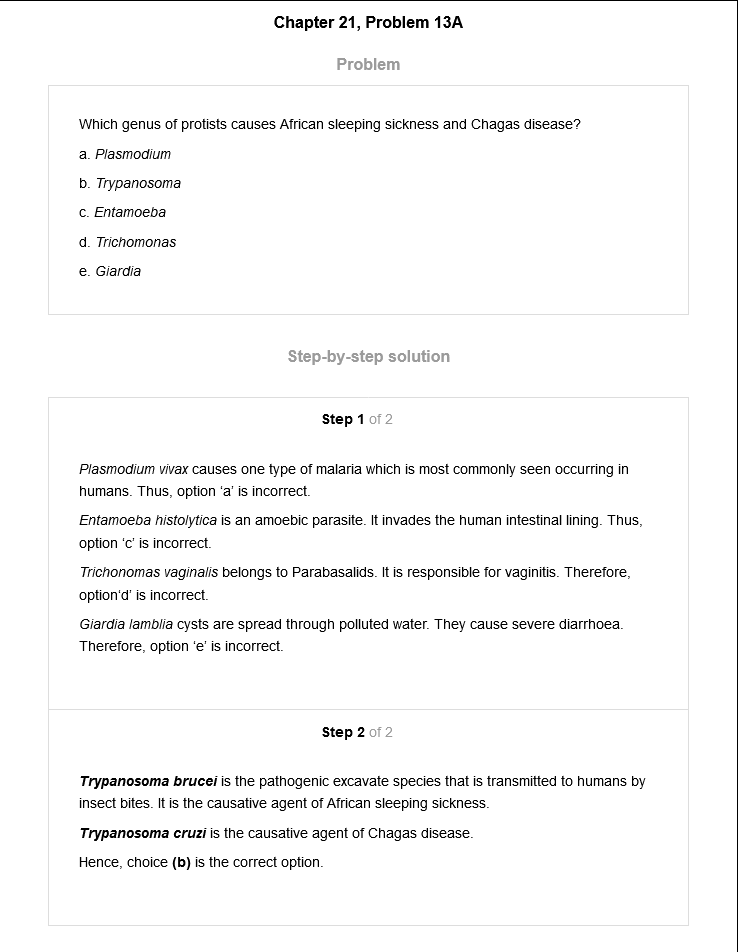 Chapter 21, Problem 13A
Problem
Which genus of protists causes African sleeping sickness and Chagas disease?
a. Plasmodium
b. Trypanosoma
c. Entamoeba
d. Trichomonas
e. Giardia
Step-by-step solution
Step 1 of 2
Plasmodium vivax causes one type of malaria which is most commonly seen occurring in
humans. Thus, option ‘a’ is incorrect.
Entamoeba histolytica is an amoebic parasite. It invades the human intestinal lining. Thus,
option ‘c’ is incorrect.
Trichonomas vaginalis belongs to Parabasalids. It is responsible for vaginitis. Therefore,
option‘d’ is incorrect.
Giardia lamblia cysts are spread through polluted water. They cause severe diarrhoea.
Therefore, option ‘e’ is incorrect.
Step 2 of 2
Trypanosoma brucei is the pathogenic excavate species that is transmitted to humans by
insect bites. It is the causative agent of African sleeping sickness.
Trypanosoma cruzi is the causative agent of Chagas disease.
Hence, choice (b) is the correct option.